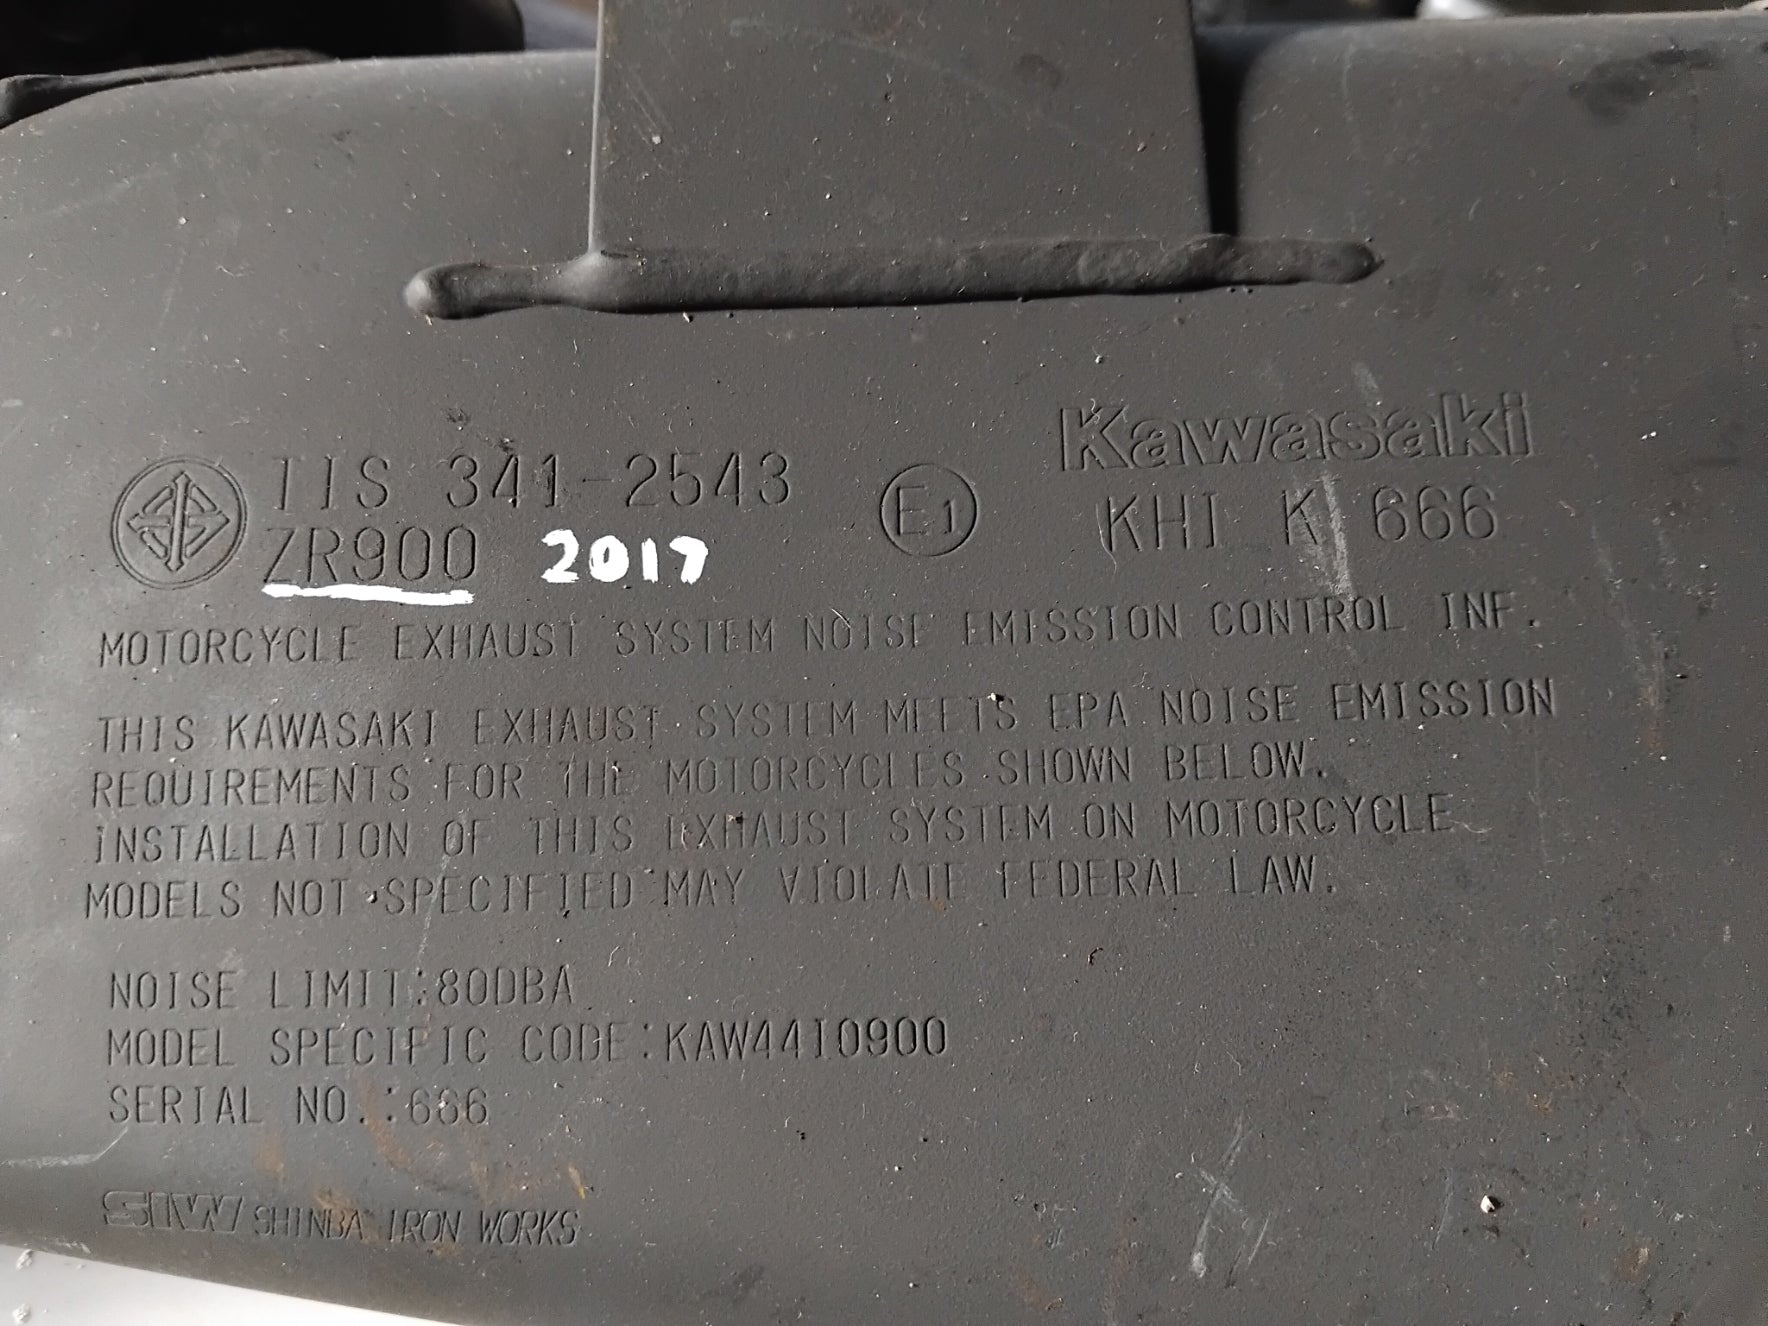 TIS 341-2543
ZR900 2017
E1
Kawasaki
KHI K 666
MOTORCYCLE EXHAUST SYSTEM NOISE EMISSION CONTROL INF.
THIS KAWASAKI EXHAUST SYSTEM MEETS EPA NOISE EMISSION
REQUIREMENTS FOR THE MOTORCYCLES SHOWN BELOW.
INSTALLATION OF THIS EXHAUST SYSTEM ON MOTORCYCLE
MODELS NOT SPECIFIED MAY VIOLATE FEDERAL LAW.
NOISE LIMIT:80DBA
MODEL SPECIFIC CODE:KAW44I0900
SERIAL NO.:666
SIW SHINBA IRON WORKS